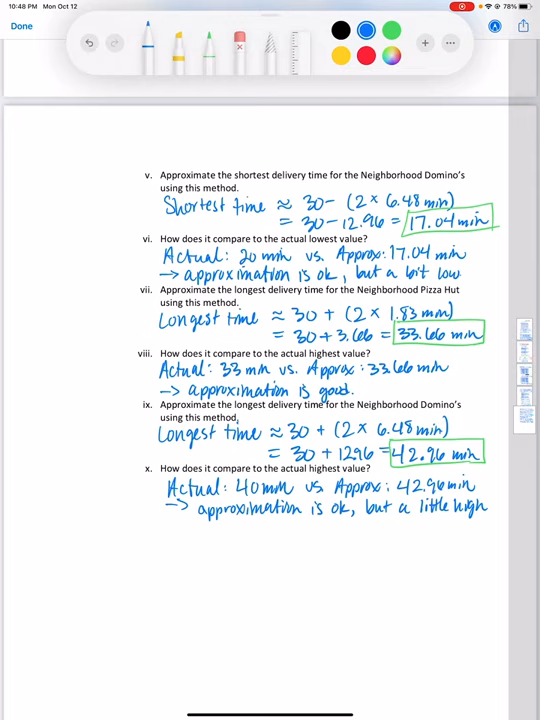 10:48 PM Mon Oct 12
78%
Done
v. Approximate the shortest delivery time for the Neighborhood Domino's
using this method.
Shortest time ≈ 30 - (2 × 6.48 min)
= 30 - 12.96 = 17.04 min
vi. How does it compare to the actual lowest value?
Actual: 20 min vs. Approx: 17.04 min
→ approximation is ok, but a bit low
vii. Approximate the longest delivery time for the Neighborhood Pizza Hut
using this method.
Longest time ≈ 30 + (2 × 1.83 min)
= 30 + 3.66 = 33.66 min
viii. How does it compare to the actual highest value?
Actual: 33 min vs. Approx: 33.66 min
→ approximation is good.
ix. Approximate the longest delivery time for the Neighborhood Domino's
using this method.
Longest time ≈ 30 + (2 × 6.48 min)
= 30 + 12.96 = 42.96 min
x. How does it compare to the actual highest value?
Actual: 40 min vs Approx: 42.96 min
→ approximation is ok, but a little high